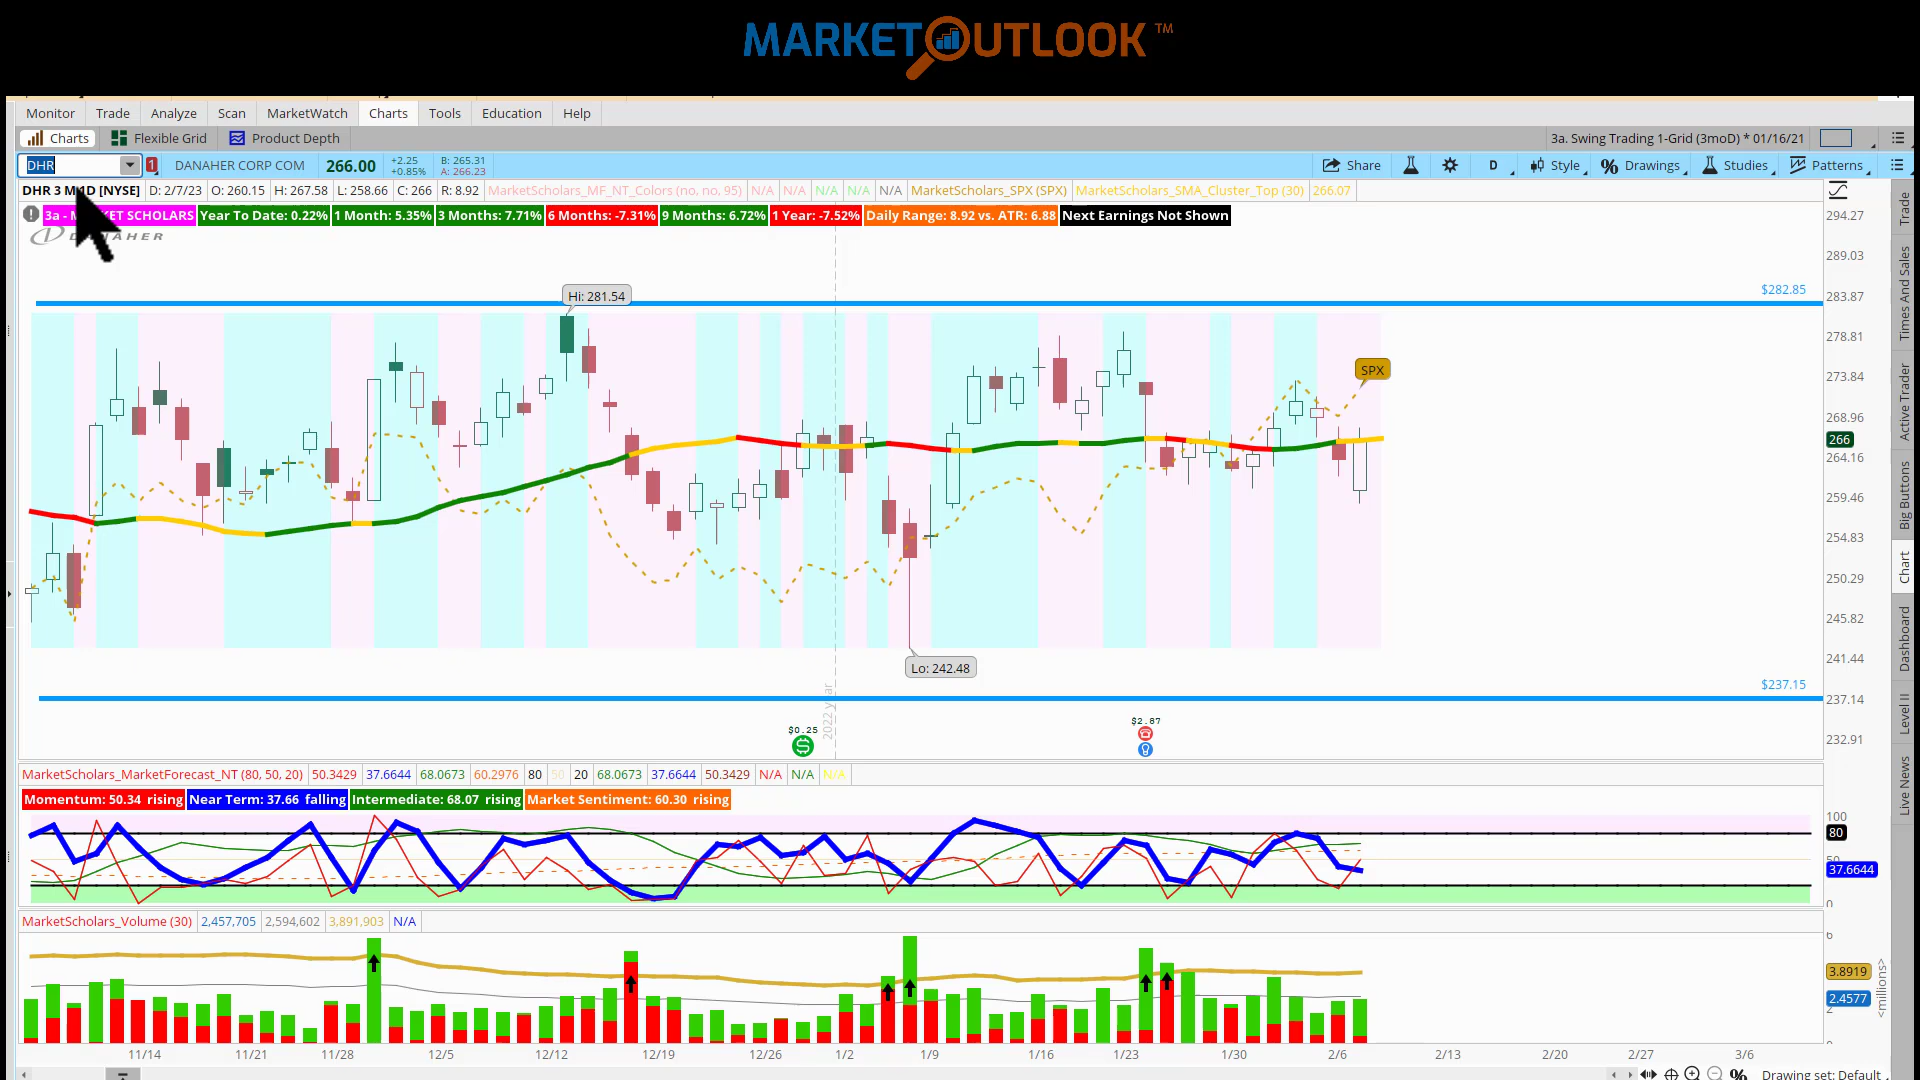 MARKETOUTLOOK™
Monitor Trade Analyze Scan MarketWatch Charts Tools Education Help
Charts Flexible Grid Product Depth 3a. Swing Trading 1-Grid (3moD) * 01/16/21
DHR 1 DANAHER CORP COM 266.00 +2.25 +0.85% B: 265.31 A: 266.23 Share D Style Drawings Studies Patterns
DHR 3 M D [NYSE] D: 2/7/23 O: 260.15 H: 267.58 L: 258.66 C: 266 R: 8.92 MarketScholars_MF_NT_Colors (no, no, 95) N/A N/A N/A N/A N/A MarketScholars_SPX (SPX) MarketScholars_SMA_Cluster_Top (30) 266.07
3a - M KET SCHOLARS Year To Date: 0.22% 1 Month: 5.35% 3 Months: 7.71% 6 Months: -7.31% 9 Months: 6.72% 1 Year: -7.52% Daily Range: 8.92 vs. ATR: 6.88 Next Earnings Not Shown
294.27
289.03
$282.85
Hi: 281.54
283.87
278.81
SPX
273.84
268.96
266
264.16
259.46
254.83
250.29
245.82
Lo: 242.48
241.44
$237.15
237.14
2022 year
$0.25
$2.87
232.91
MarketScholars_MarketForecast_NT (80, 50, 20) 50.3429 37.6644 68.0673 60.2976 80 50 20 68.0673 37.6644 50.3429 N/A N/A N/A
Momentum: 50.34 rising Near Term: 37.66 falling Intermediate: 68.07 rising Market Sentiment: 60.30 rising
100
80
50
37.6644
0
MarketScholars_Volume (30) 2,457,705 2,594,602 3,891,903 N/A
6
3.8919
2.4577
2
0
<millions>
11/14 11/21 11/28 12/5 12/12 12/19 12/26 1/2 1/9 1/16 1/23 1/30 2/6 2/13 2/20 2/27 3/6
Drawing set: Default
Trade
Times And Sales
Active Trader
Big Buttons
Chart
Dashboard
Level II
Live News